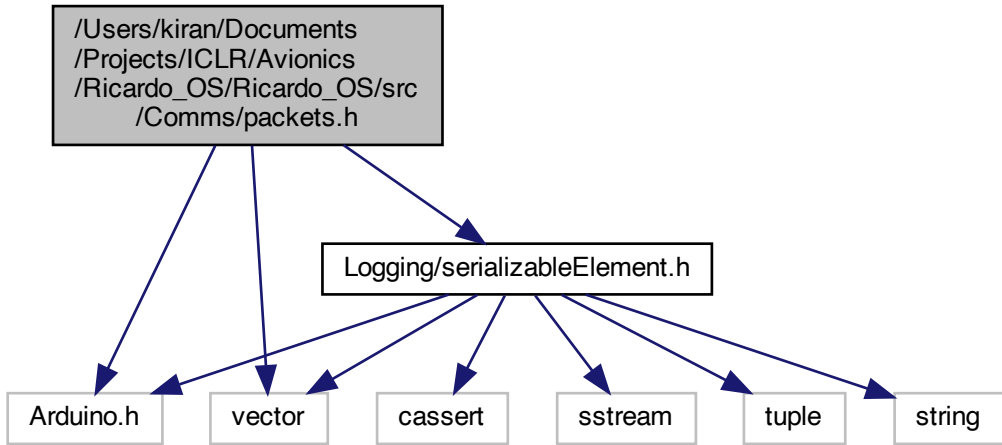 /Users/kiran/Documents
/Projects/ICLR/Avionics
/Ricardo_OS/Ricardo_OS/src
/Comms/packets.h
Logging/serializableElement.h
Arduino.h
vector
cassert
sstream
tuple
string